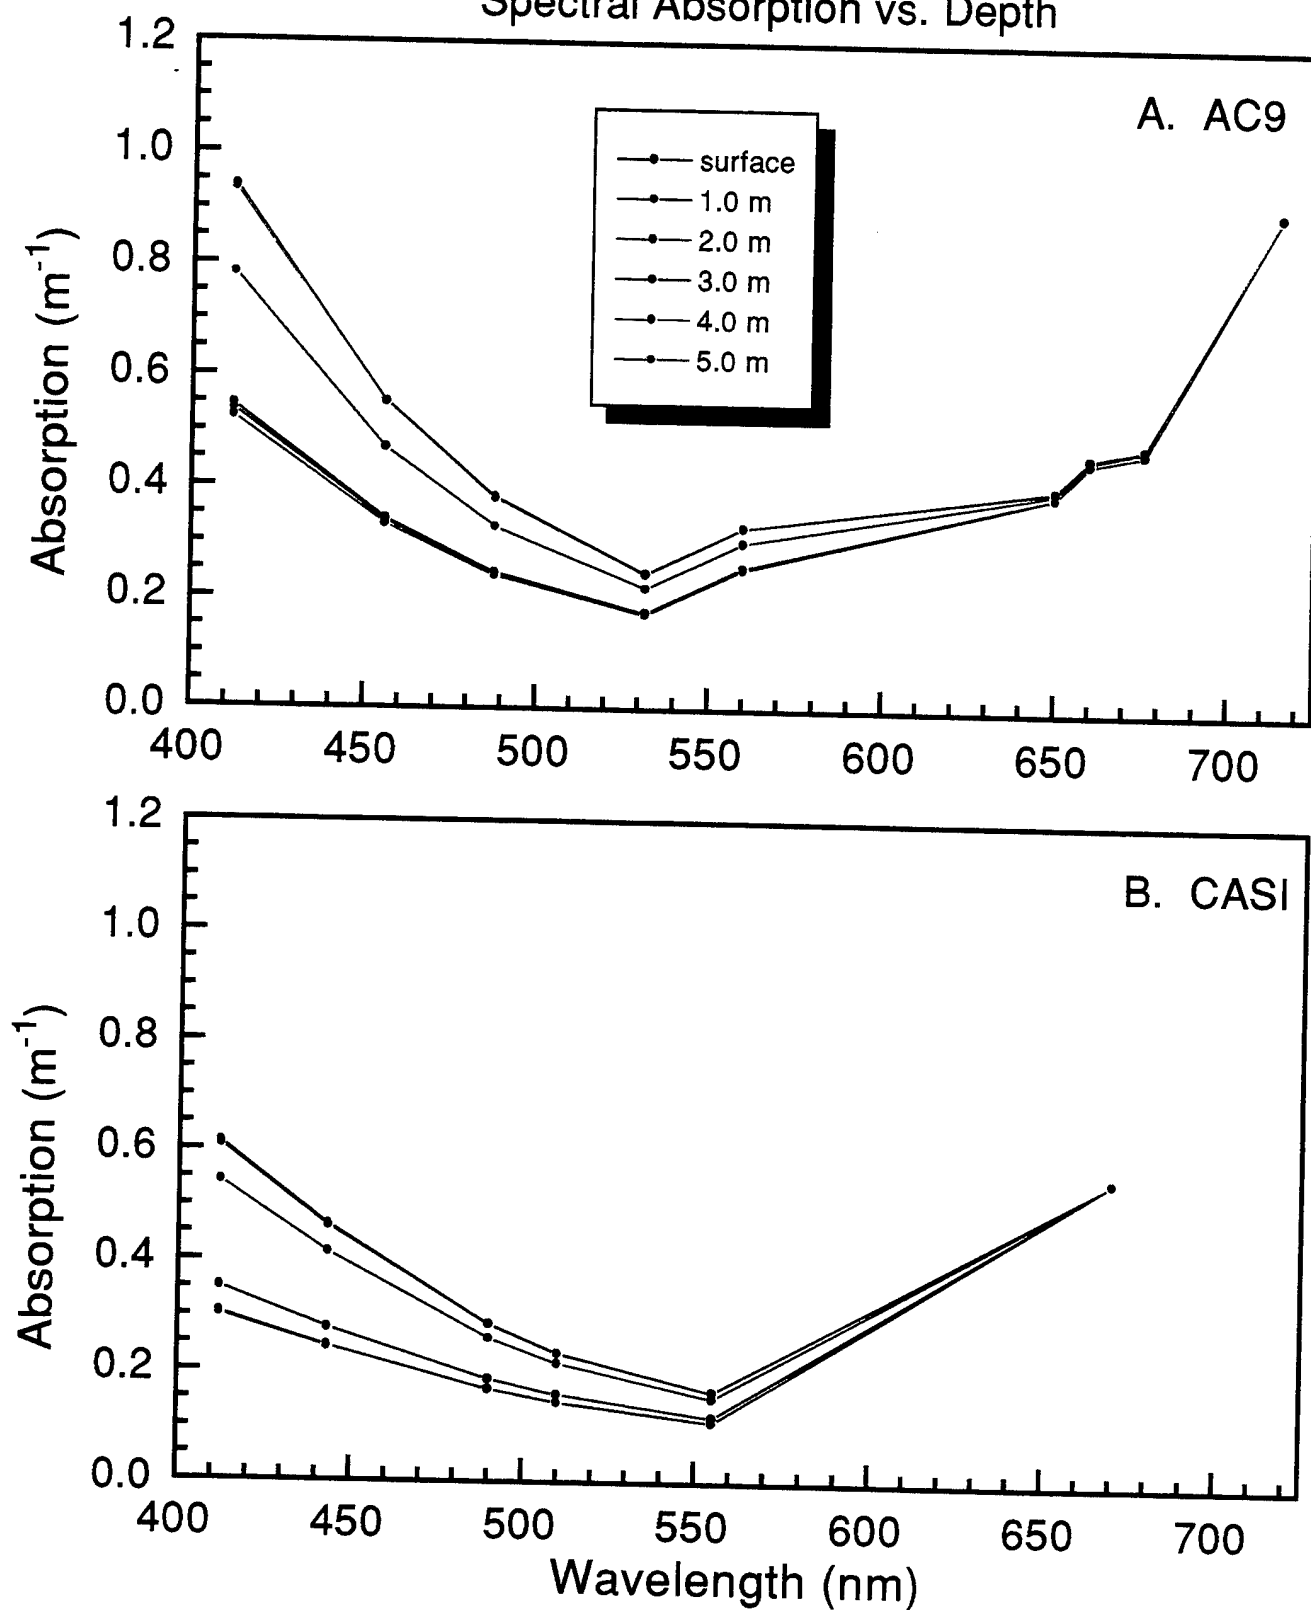 Spectral Absorption vs. Depth
A. AC9
surface
1.0 m
2.0 m
3.0 m
4.0 m
5.0 m
Absorption (m-1)
1.2
1.0
0.8
0.6
0.4
0.2
0.0
400 450 500 550 600 650 700
B. CASI
Absorption (m-1)
1.2
1.0
0.8
0.6
0.4
0.2
0.0
400 450 500 550 600 650 700
Wavelength (nm)